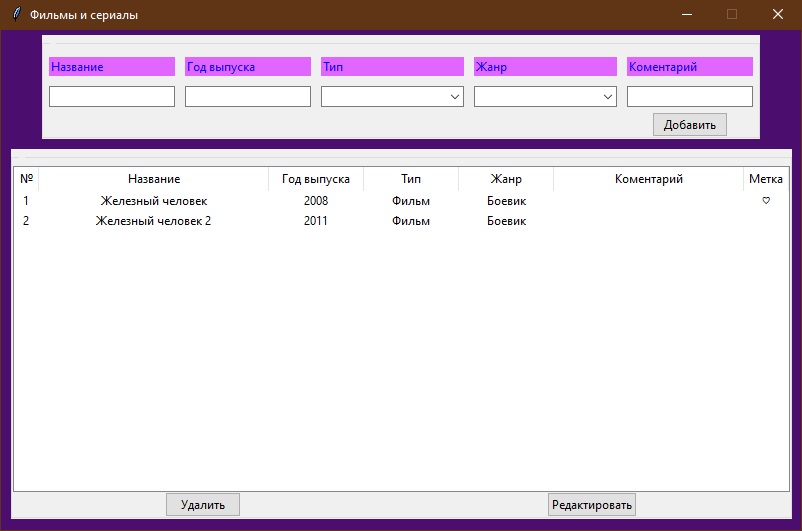 Фильмы и сериалы
Название Год выпуска Тип Жанр Коментарий
Добавить
№ Название Год выпуска Тип Жанр Коментарий Метка
1 Железный человек 2008 Фильм Боевик ♡
2 Железный человек 2 2011 Фильм Боевик
Удалить Редактировать